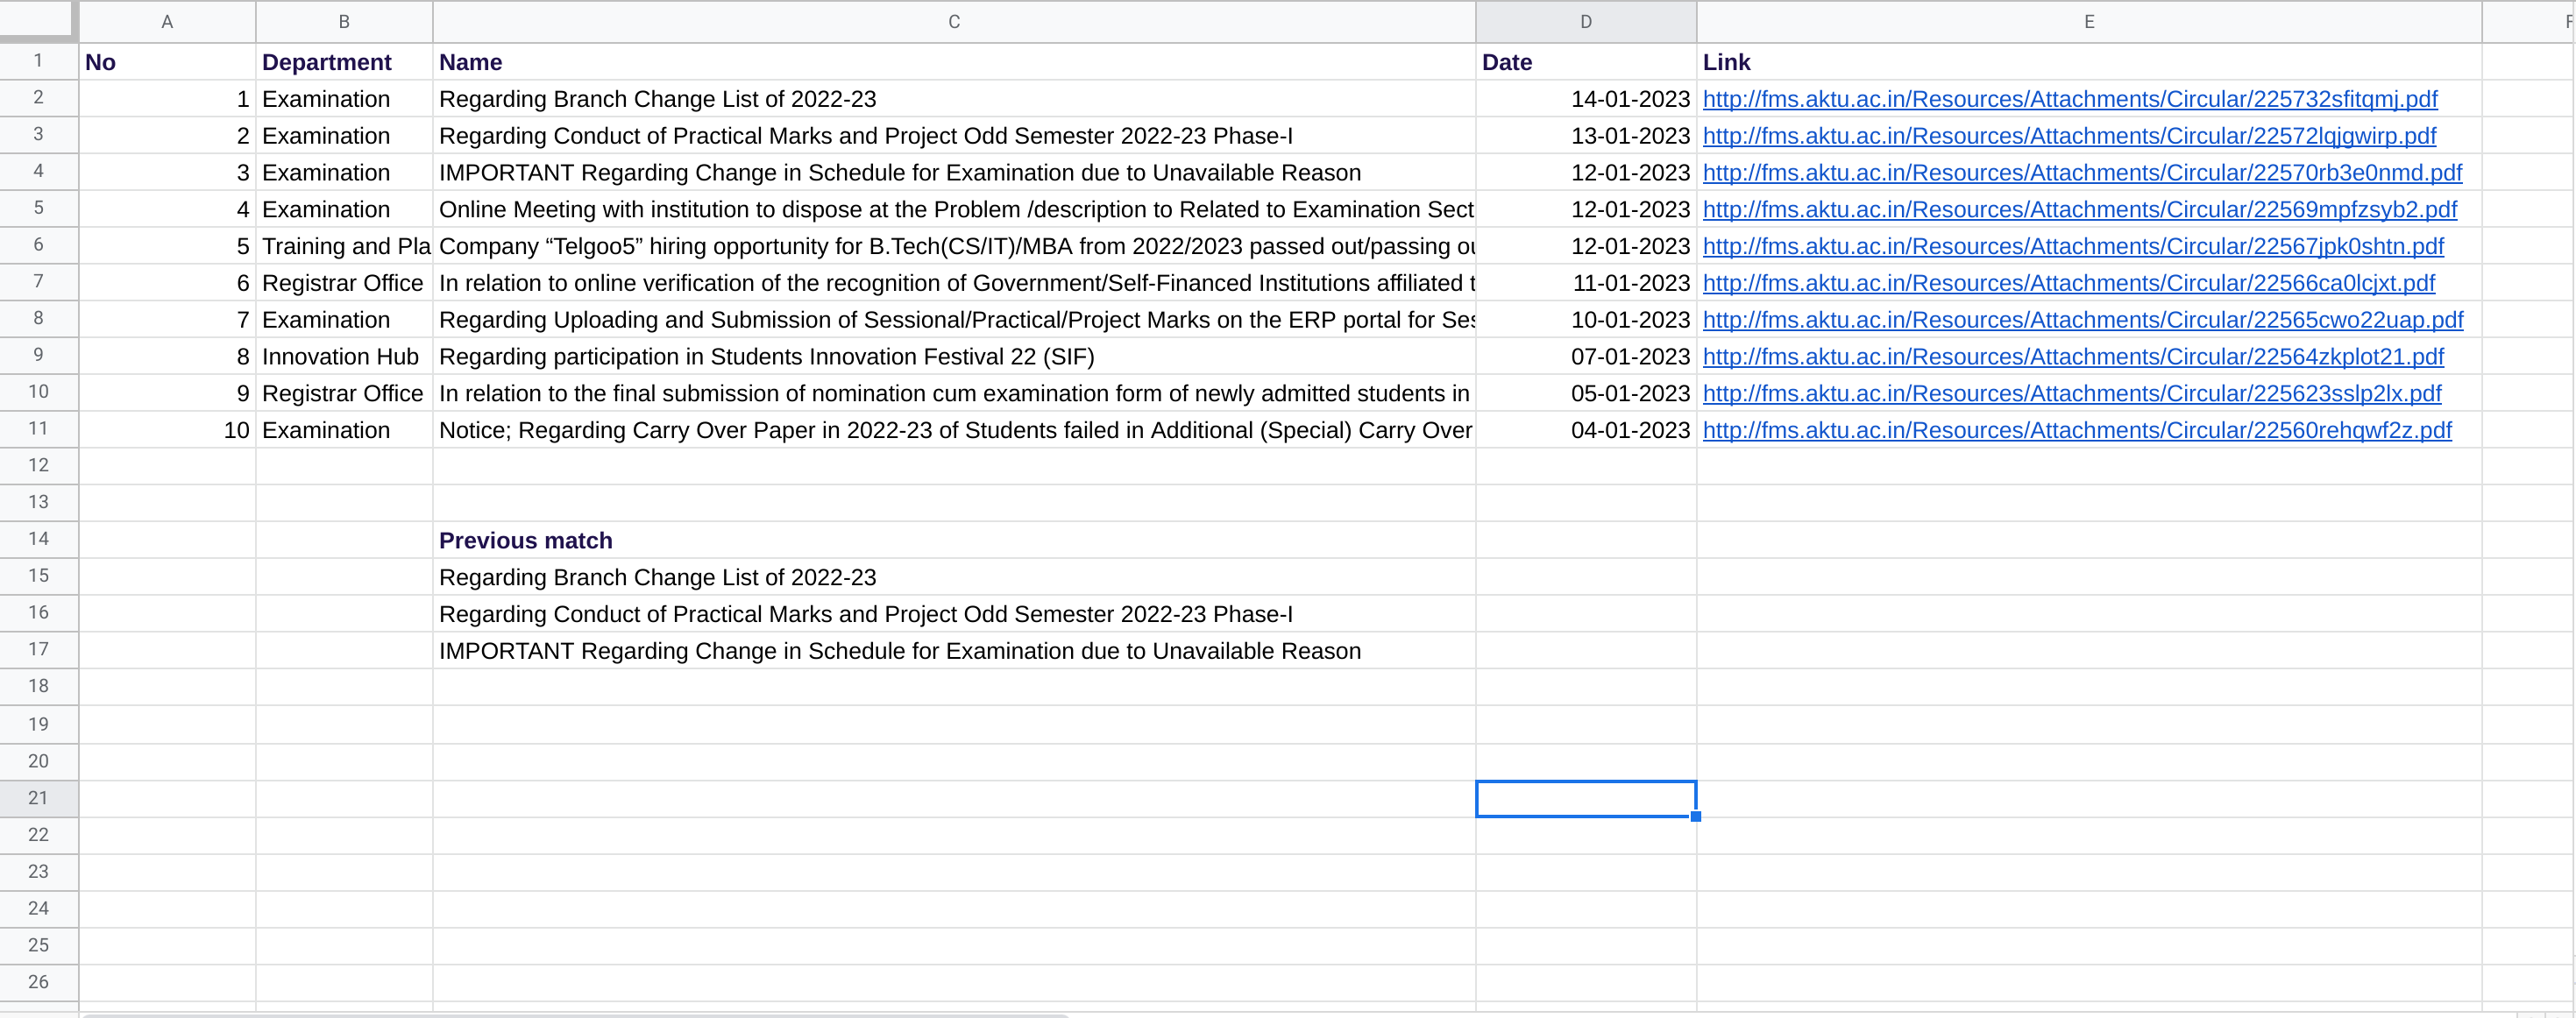 A B C D E F
1 No Department Name Date Link
2 1 Examination Regarding Branch Change List of 2022-23 14-01-2023 http://fms.aktu.ac.in/Resources/Attachments/Circular/225732sfitqmj.pdf
3 2 Examination Regarding Conduct of Practical Marks and Project Odd Semester 2022-23 Phase-I 13-01-2023 http://fms.aktu.ac.in/Resources/Attachments/Circular/22572lqjgwirp.pdf
4 3 Examination IMPORTANT Regarding Change in Schedule for Examination due to Unavailable Reason 12-01-2023 http://fms.aktu.ac.in/Resources/Attachments/Circular/22570rb3e0nmd.pdf
5 4 Examination Online Meeting with institution to dispose at the Problem /description to Related to Examination Sect 12-01-2023 http://fms.aktu.ac.in/Resources/Attachments/Circular/22569mpfzsyb2.pdf
6 5 Training and Pla Company “Telgoo5” hiring opportunity for B.Tech(CS/IT)/MBA from 2022/2023 passed out/passing ou 12-01-2023 http://fms.aktu.ac.in/Resources/Attachments/Circular/22567jpk0shtn.pdf
7 6 Registrar Office In relation to online verification of the recognition of Government/Self-Financed Institutions affiliated t 11-01-2023 http://fms.aktu.ac.in/Resources/Attachments/Circular/22566ca0lcjxt.pdf
8 7 Examination Regarding Uploading and Submission of Sessional/Practical/Project Marks on the ERP portal for Ses 10-01-2023 http://fms.aktu.ac.in/Resources/Attachments/Circular/22565cwo22uap.pdf
9 8 Innovation Hub Regarding participation in Students Innovation Festival 22 (SIF) 07-01-2023 http://fms.aktu.ac.in/Resources/Attachments/Circular/22564zkplot21.pdf
10 9 Registrar Office In relation to the final submission of nomination cum examination form of newly admitted students in 05-01-2023 http://fms.aktu.ac.in/Resources/Attachments/Circular/225623sslp2lx.pdf
11 10 Examination Notice; Regarding Carry Over Paper in 2022-23 of Students failed in Additional (Special) Carry Over 04-01-2023 http://fms.aktu.ac.in/Resources/Attachments/Circular/22560rehqwf2z.pdf
12
13
14 Previous match
15 Regarding Branch Change List of 2022-23
16 Regarding Conduct of Practical Marks and Project Odd Semester 2022-23 Phase-I
17 IMPORTANT Regarding Change in Schedule for Examination due to Unavailable Reason
18
19
20
21
22
23
24
25
26